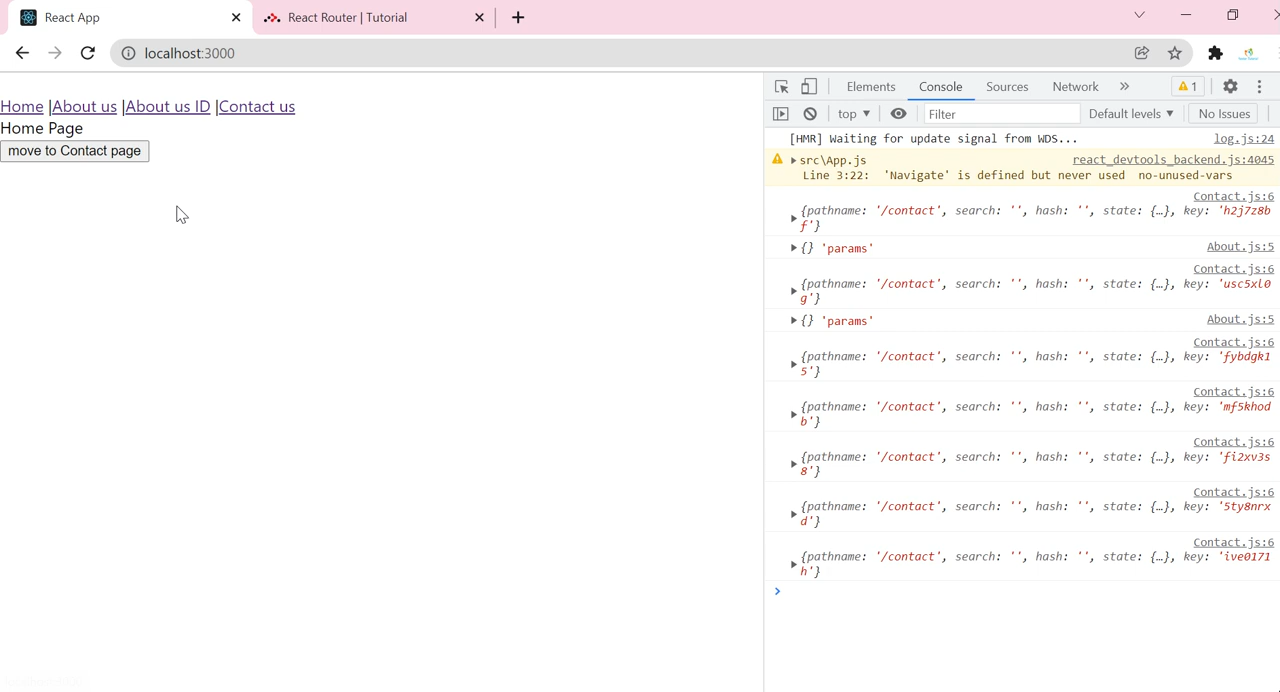 React App
React Router | Tutorial
localhost:3000
Home |About us |About us ID |Contact us
Home Page
move to Contact page
Elements Console Sources Network » 1
top ▼ Filter Default levels ▼ No Issues
[HMR] Waiting for update signal from WDS... log.js:24
src\App.js react_devtools_backend.js:4045
Line 3:22: 'Navigate' is defined but never used no-unused-vars
Contact.js:6
{pathname: '/contact', search: '', hash: '', state: {…}, key: 'h2j7z8b
f'}
{} 'params' About.js:5
Contact.js:6
{pathname: '/contact', search: '', hash: '', state: {…}, key: 'usc5xl0
g'}
{} 'params' About.js:5
Contact.js:6
{pathname: '/contact', search: '', hash: '', state: {…}, key: 'fybdgk1
5'}
Contact.js:6
{pathname: '/contact', search: '', hash: '', state: {…}, key: 'mf5khod
b'}
Contact.js:6
{pathname: '/contact', search: '', hash: '', state: {…}, key: 'fi2xv3s
8'}
Contact.js:6
{pathname: '/contact', search: '', hash: '', state: {…}, key: '5ty8nrx
d'}
Contact.js:6
{pathname: '/contact', search: '', hash: '', state: {…}, key: 'ive0171
h'}